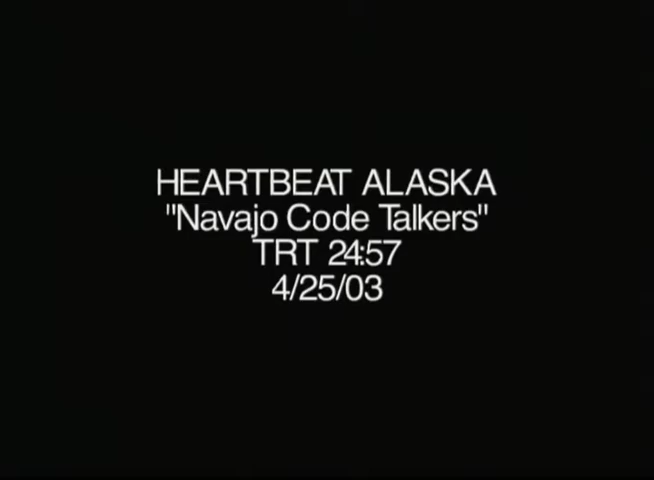 HEARTBEAT ALASKA
"Navajo Code Talkers"
TRT 24:57
4/25/03